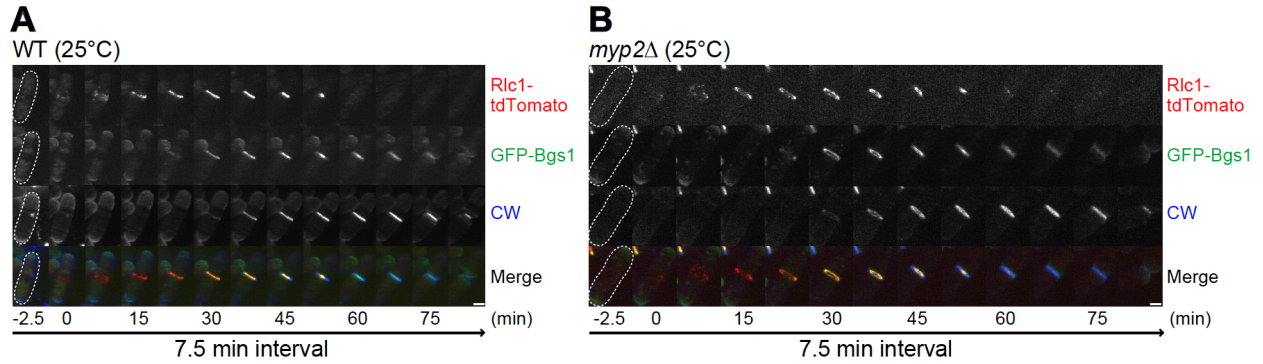 A
WT (25°C)
Rlc1-
tdTomato
GFP-Bgs1
CW
Merge
-2.5 0 15 30 45 60 75 (min)
7.5 min interval
B
myp2Δ (25°C)
Rlc1-
tdTomato
GFP-Bgs1
CW
Merge
-2.5 0 15 30 45 60 75 (min)
7.5 min interval